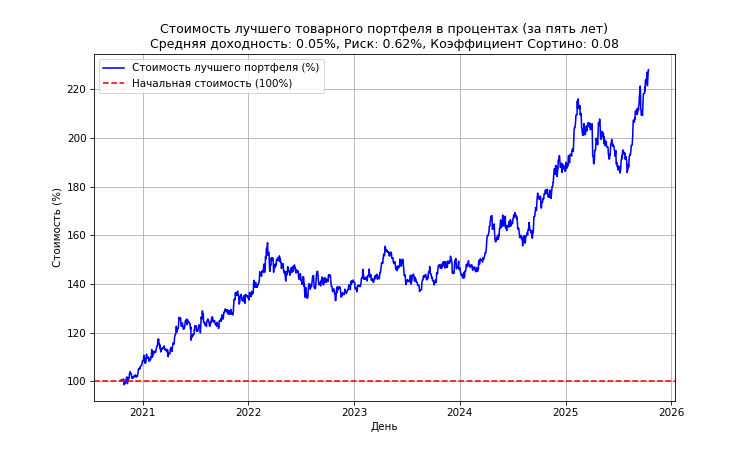 Стоимость лучшего товарного портфеля в процентах (за пять лет)
Средняя доходность: 0.05%, Риск: 0.62%, Коэффициент Сортино: 0.08
Стоимость лучшего портфеля (%)
Начальная стоимость (100%)
Стоимость (%)
220
200
180
160
140
120
100
2021
2022
2023
2024
2025
2026
День